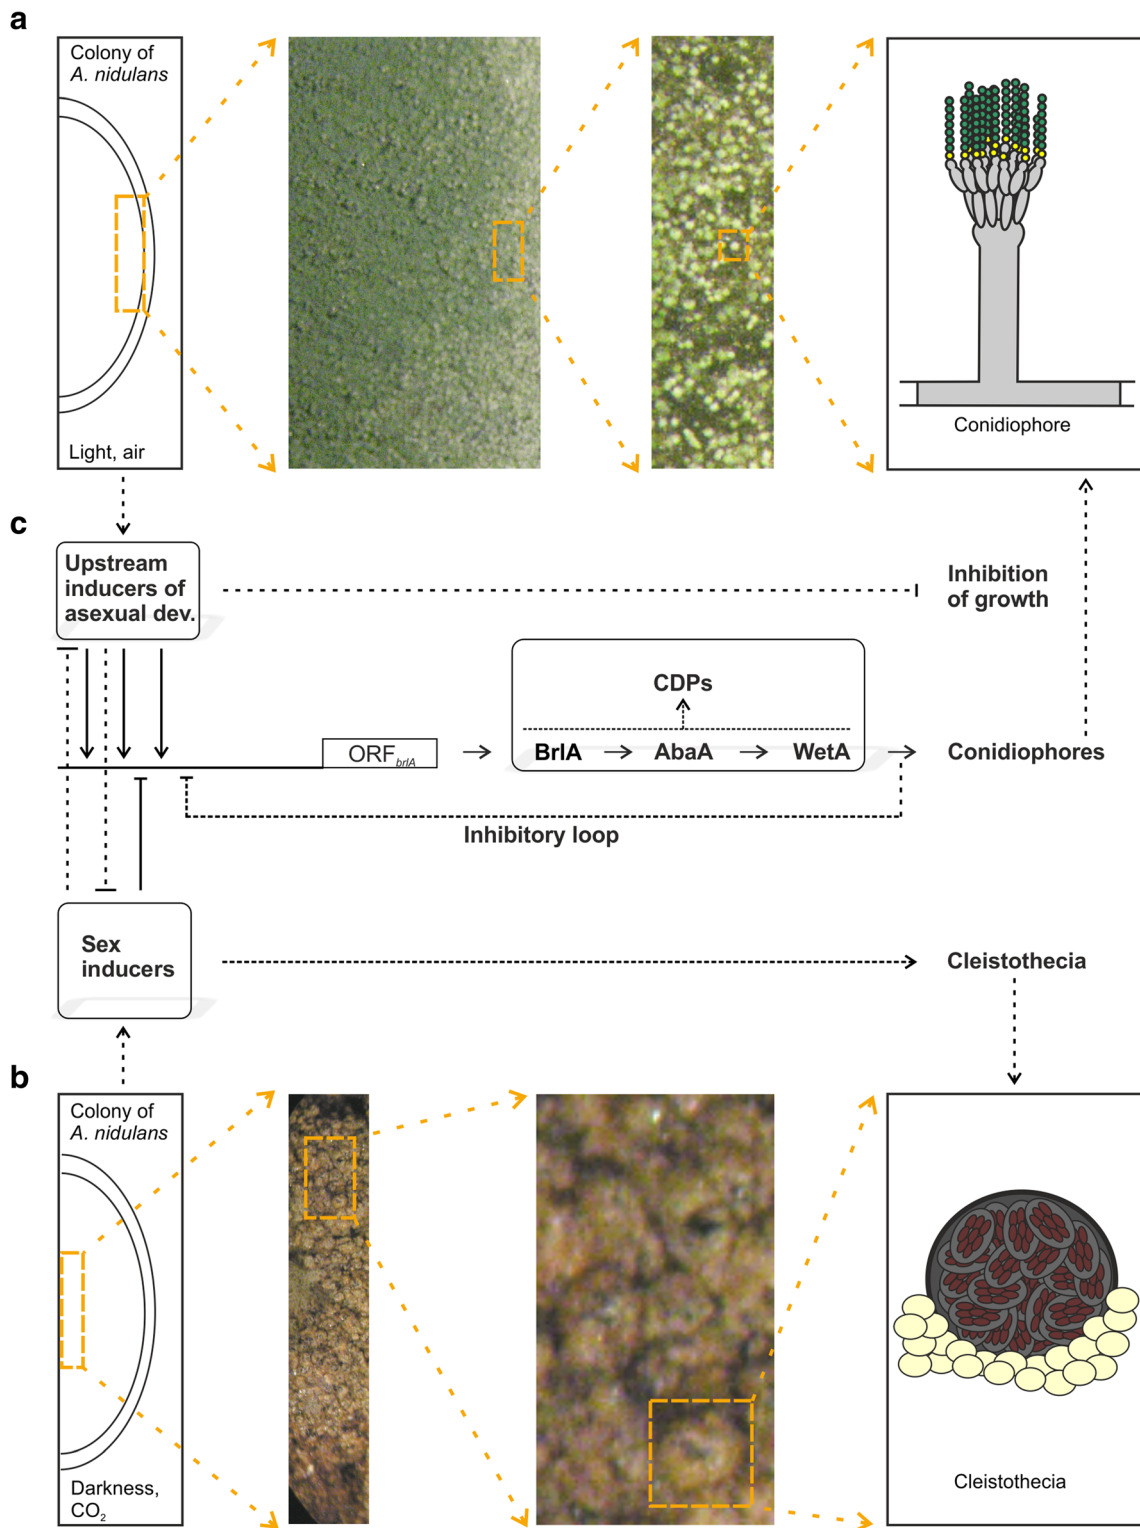 a
Colony of
A. nidulans
Light, air
Conidiophore
c
Upstream
inducers of
asexual dev.
Inhibition
of growth
CDPs
ORFbrlA
BrlA
AbaA
WetA
Conidiophores
Inhibitory loop
Sex
inducers
Cleistothecia
b
Colony of
A. nidulans
Darkness,
CO₂
Cleistothecia